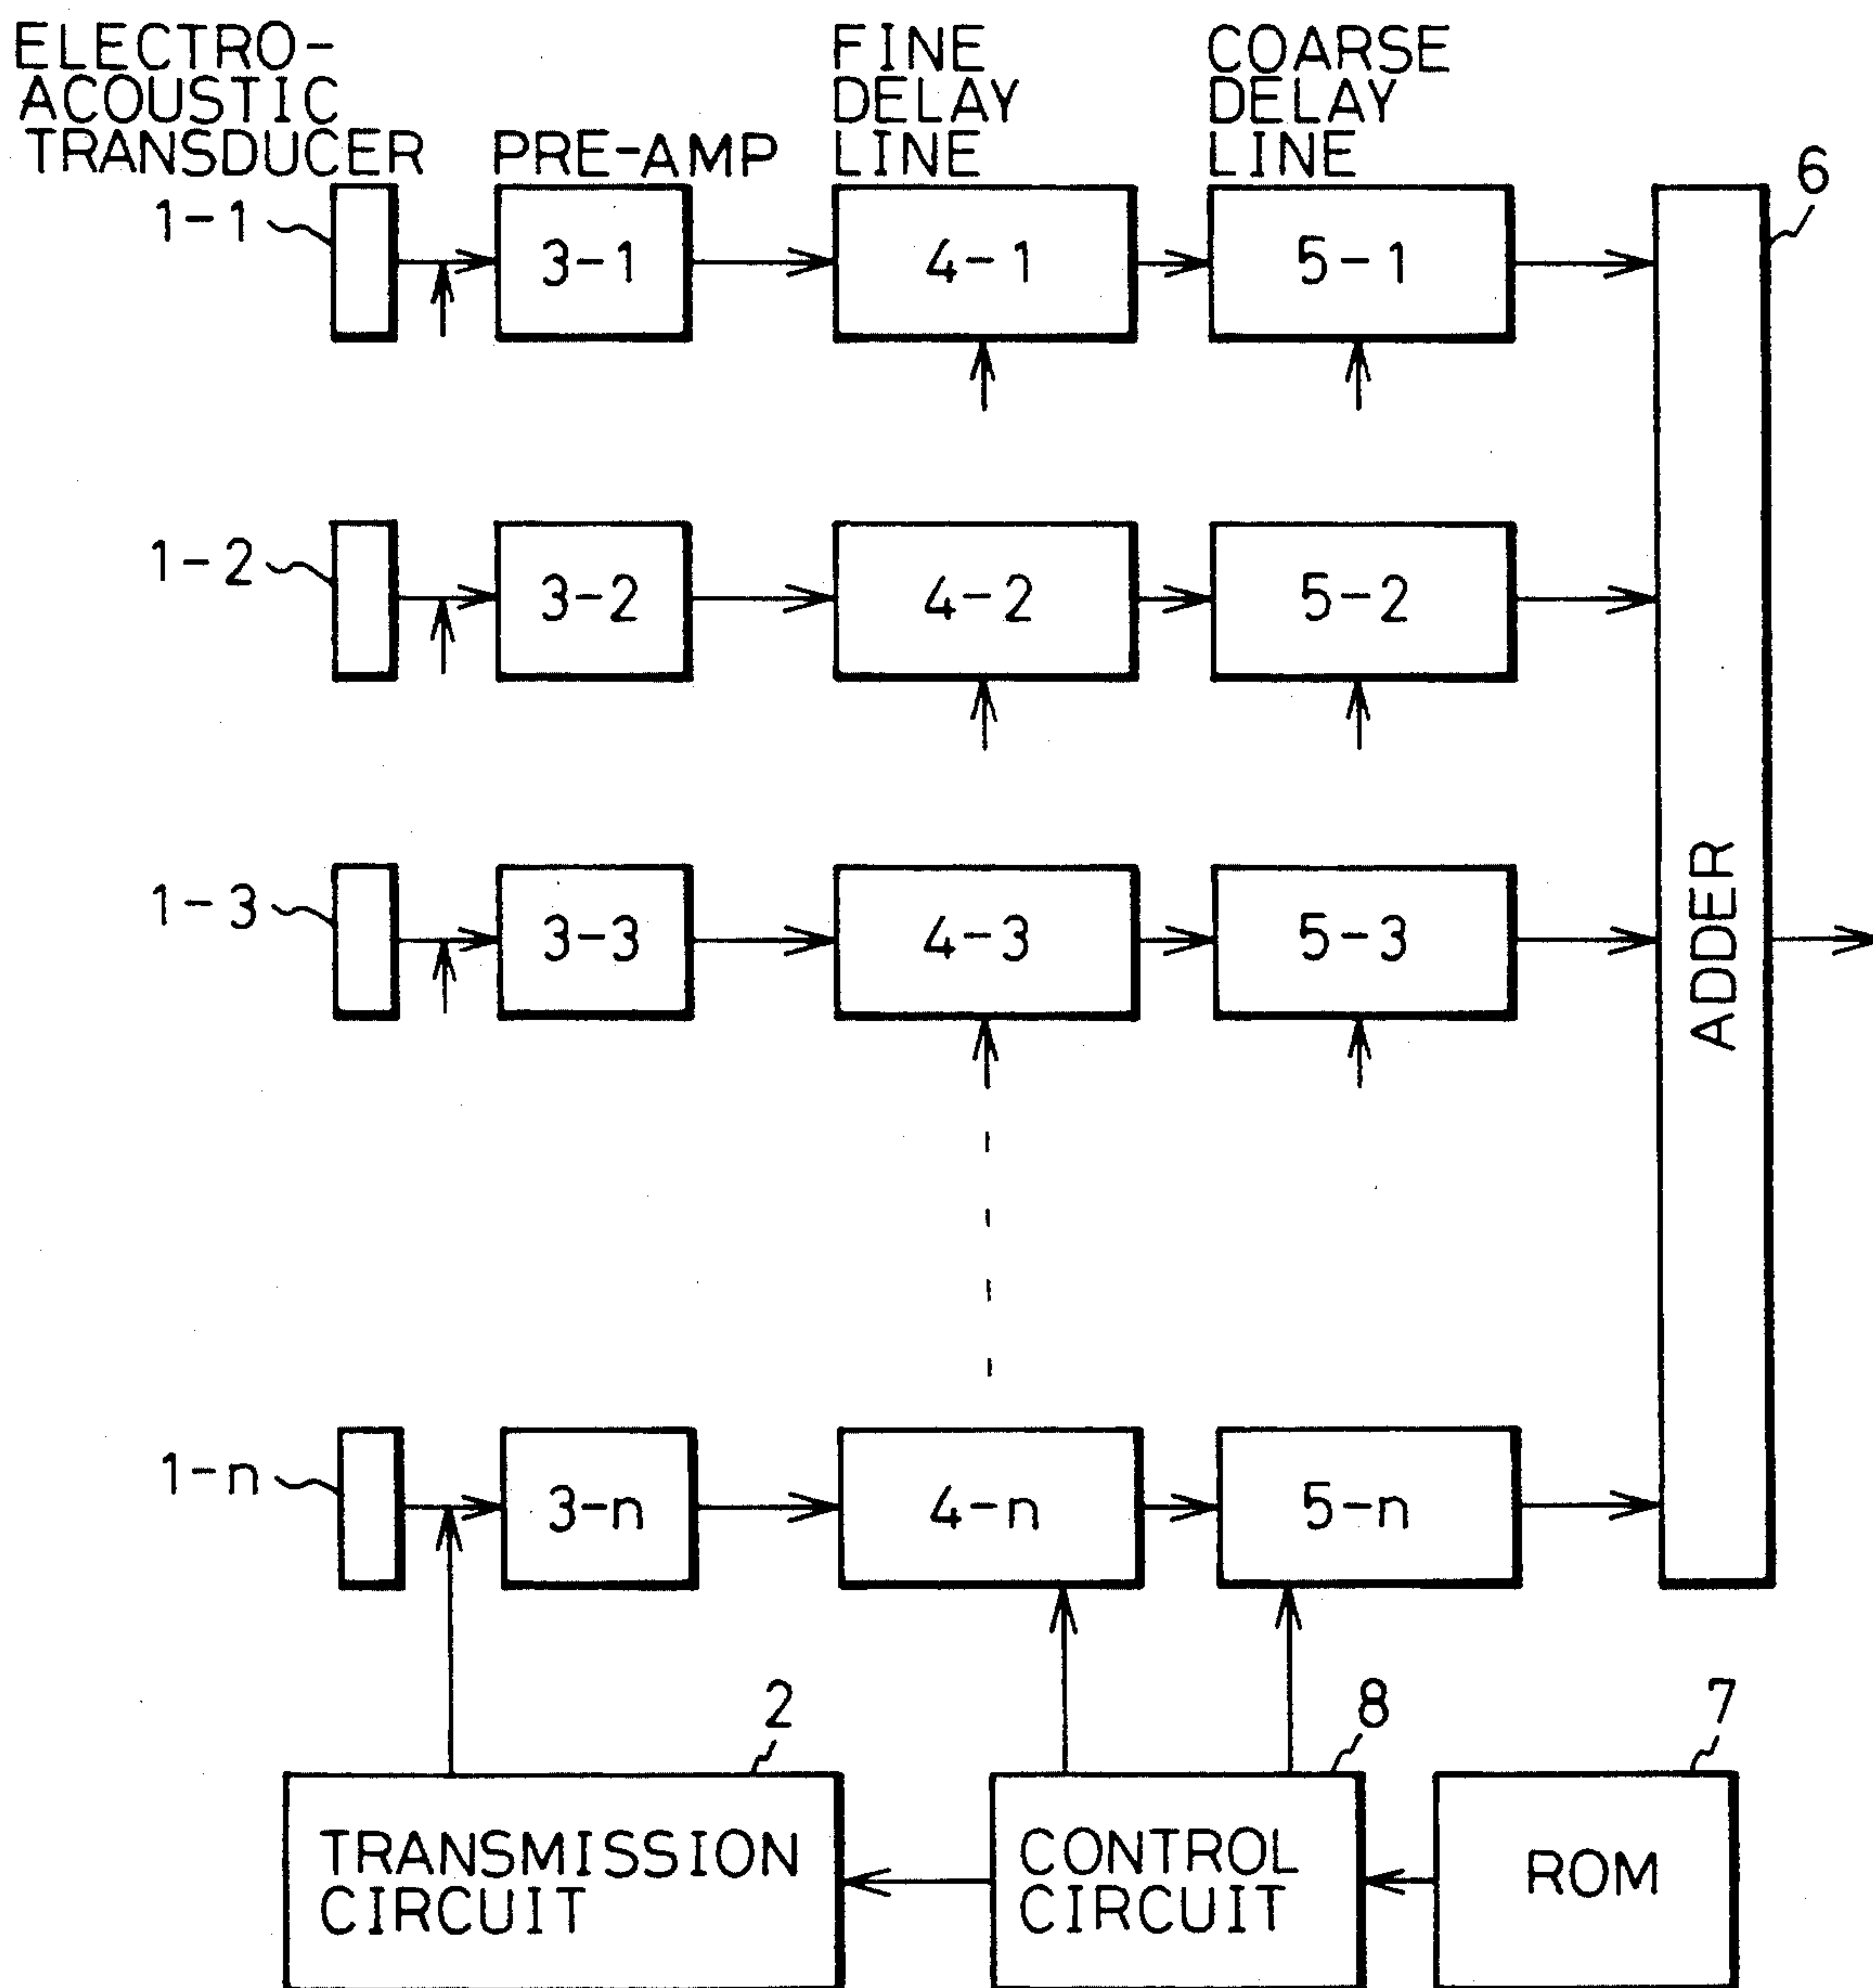 ELECTRO-
ACOUSTIC
TRANSDUCER
PRE-AMP
FINE
DELAY
LINE
COARSE
DELAY
LINE
6
1-1
3-1
4-1
5-1
1-2
3-2
4-2
5-2
1-3
3-3
4-3
5-3
ADDER
1-n
3-n
4-n
5-n
2
8
7
TRANSMISSION
CIRCUIT
CONTROL
CIRCUIT
ROM